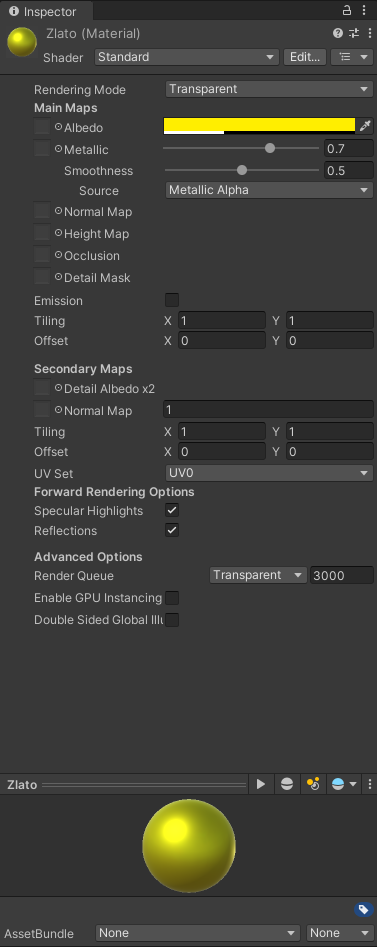 Inspector
Zlato (Material)
Shader Standard Edit...
Rendering Mode Transparent
Main Maps
Albedo
Metallic 0.7
Smoothness 0.5
Source Metallic Alpha
Normal Map
Height Map
Occlusion
Detail Mask
Emission
Tiling X 1 Y 1
Offset X 0 Y 0
Secondary Maps
Detail Albedo x2
Normal Map 1
Tiling X 1 Y 1
Offset X 0 Y 0
UV Set UV0
Forward Rendering Options
Specular Highlights
Reflections
Advanced Options
Render Queue Transparent 3000
Enable GPU Instancing
Double Sided Global Illu
Zlato
AssetBundle None None